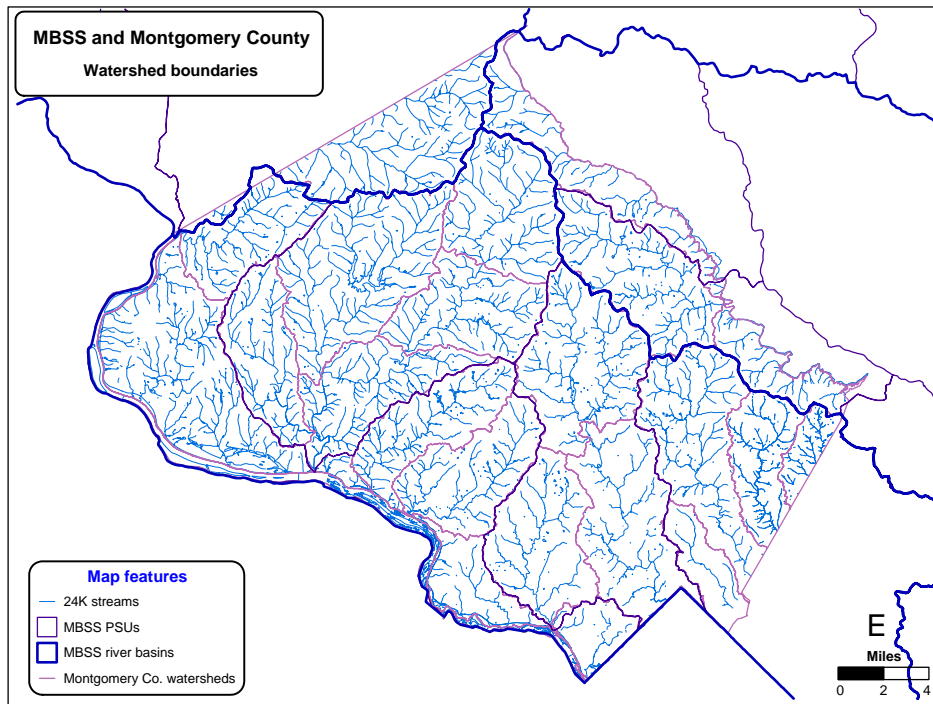 MBSS and Montgomery County
Watershed boundaries
Map features
24K streams
MBSS PSUs
MBSS river basins
Montgomery Co. watersheds
E
Miles
0 2 4